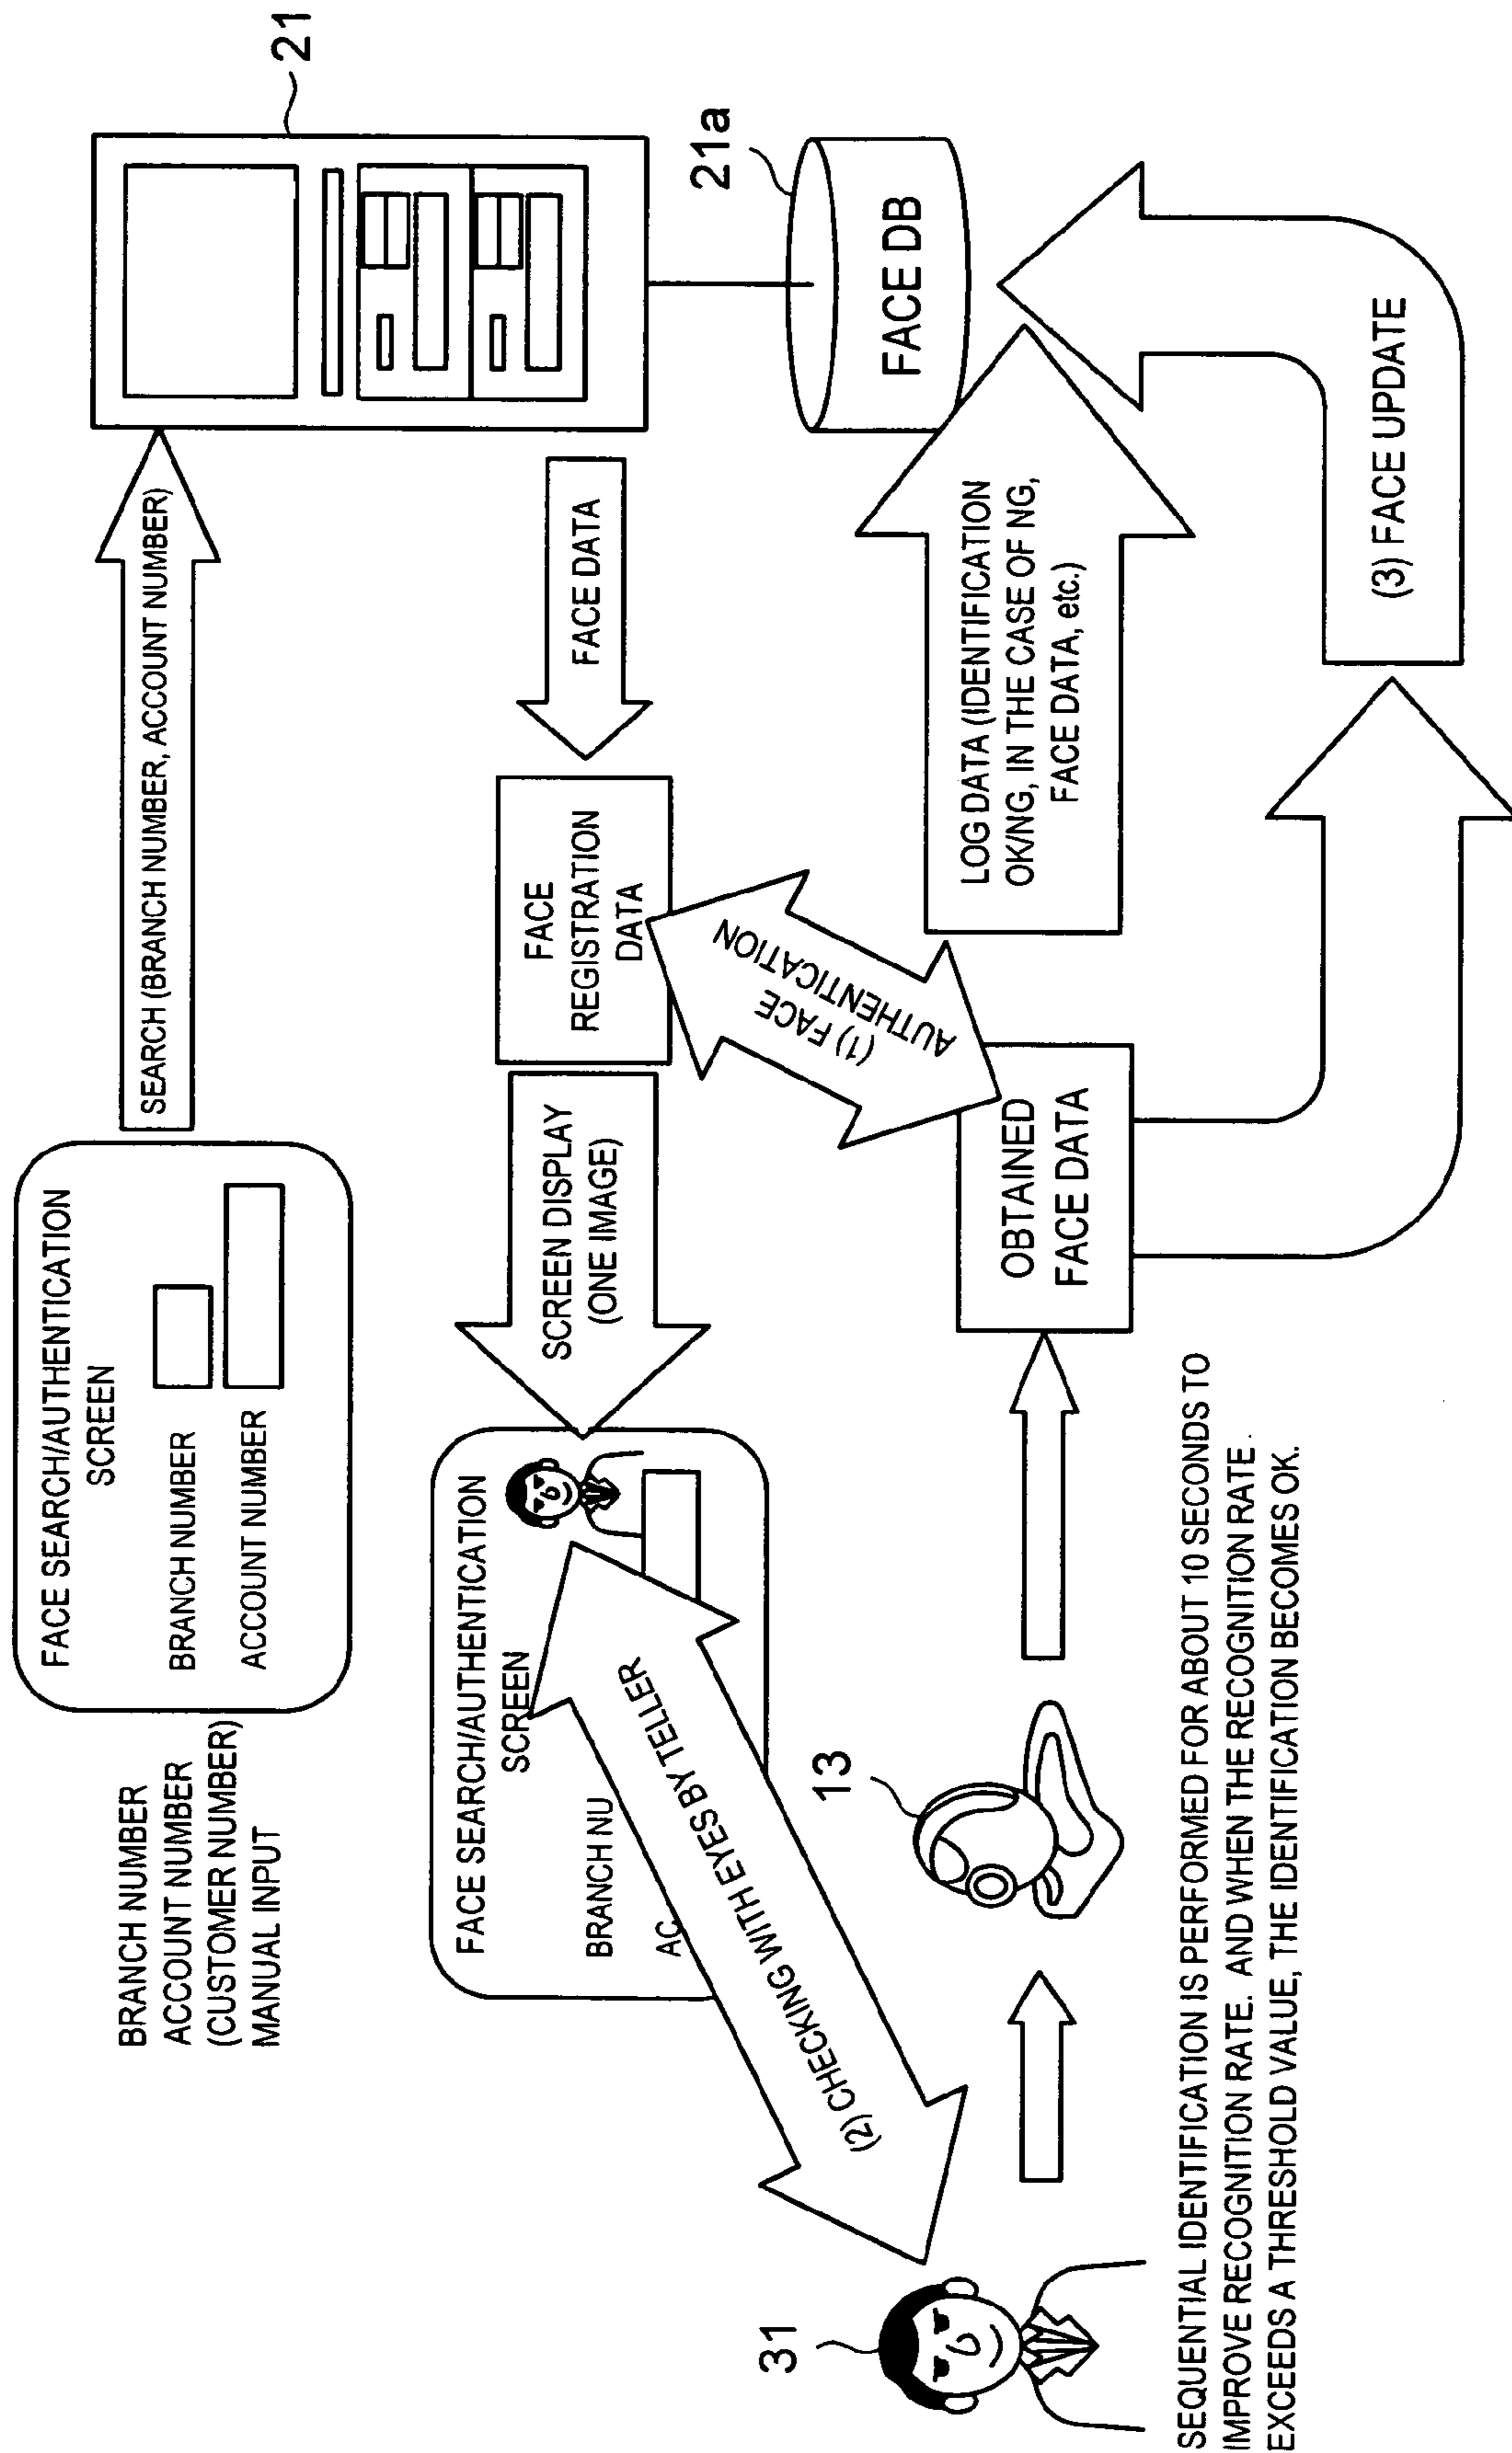 BRANCH NUMBER
ACCOUNT NUMBER
(CUSTOMER NUMBER)
MANUAL INPUT
FACE SEARCH/AUTHENTICATION
SCREEN
BRANCH NUMBER
ACCOUNT NUMBER
SEARCH (BRANCH NUMBER, ACCOUNT NUMBER)
21
FACE SEARCH/AUTHENTICATION
SCREEN
BRANCH NU
AC
SCREEN DISPLAY
(ONE IMAGE)
FACE
REGISTRATION
DATA
FACE DATA
21a
FACE DB
(2) CHECKING WITH EYES BY TELLER
(1) FACE
AUTHENTICATION
LOG DATA (IDENTIFICATION
OK/NG, IN THE CASE OF NG,
FACE DATA, etc.)
31
13
OBTAINED
FACE DATA
(3) FACE UPDATE
SEQUENTIAL IDENTIFICATION IS PERFORMED FOR ABOUT 10 SECONDS TO
IMPROVE RECOGNITION RATE. AND WHEN THE RECOGNITION RATE
EXCEEDS A THRESHOLD VALUE, THE IDENTIFICATION BECOMES OK.